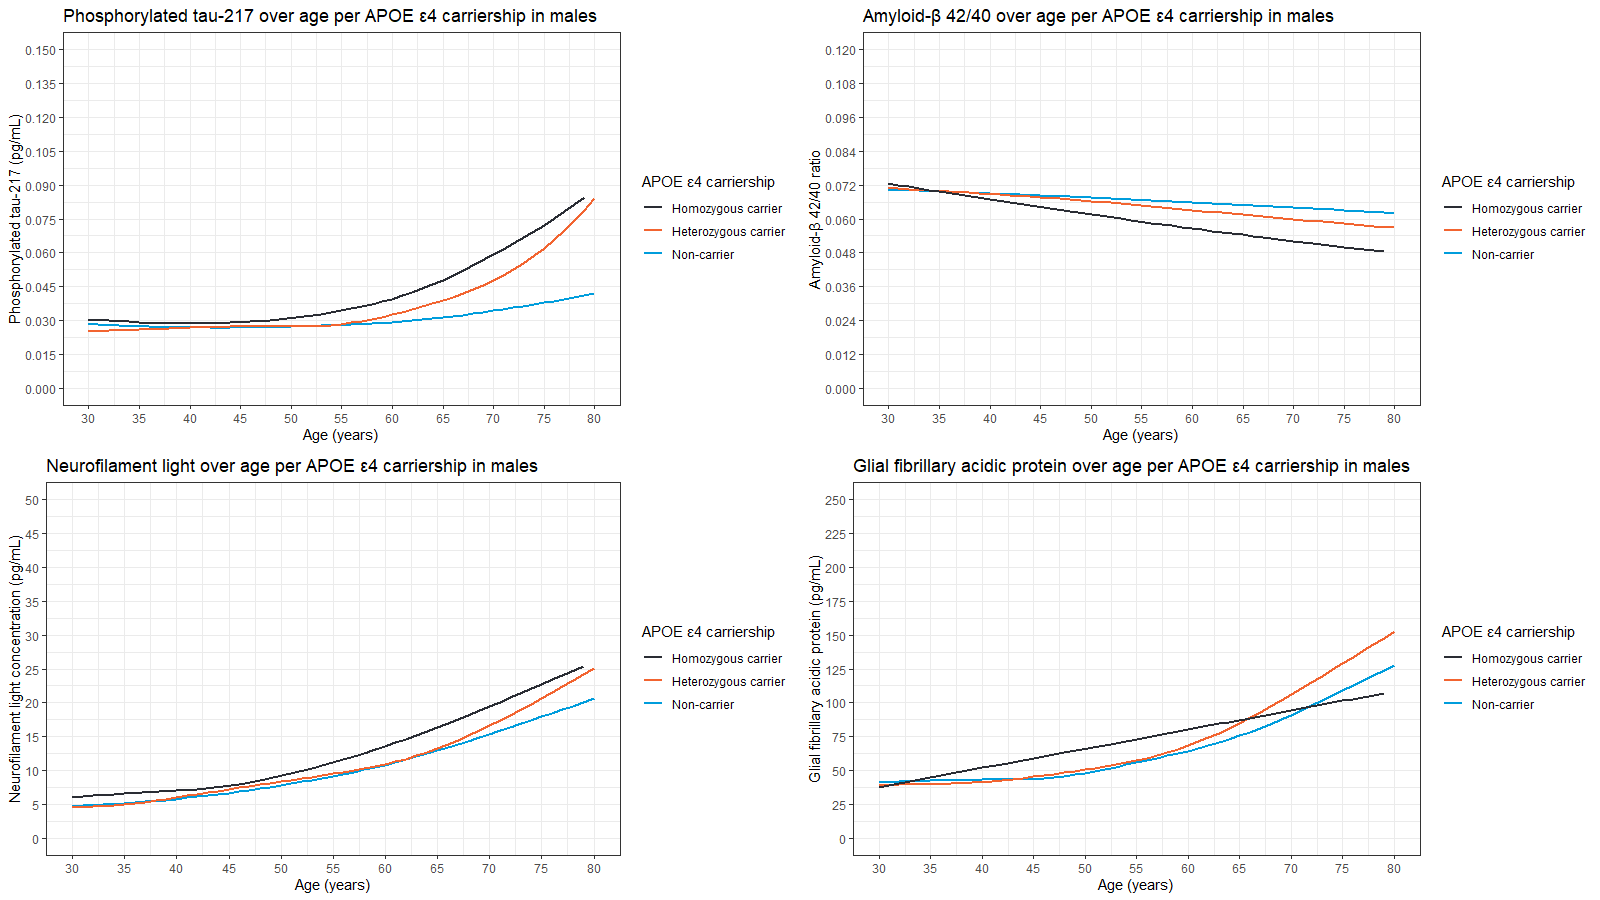 Phosphorylated tau-217 over age per APOE ε4 carriership in males
Phosphorylated tau-217 (pg/mL)
0.150
0.135
0.120
0.105
0.090
0.075
0.060
0.045
0.030
0.015
0.000
30 35 40 45 50 55 60 65 70 75 80
Age (years)
APOE ε4 carriership
Homozygous carrier
Heterozygous carrier
Non-carrier
Amyloid-β 42/40 over age per APOE ε4 carriership in males
Amyloid-β 42/40 ratio
0.120
0.108
0.096
0.084
0.072
0.060
0.048
0.036
0.024
0.012
0.000
30 35 40 45 50 55 60 65 70 75 80
Age (years)
APOE ε4 carriership
Homozygous carrier
Heterozygous carrier
Non-carrier
Neurofilament light over age per APOE ε4 carriership in males
Neurofilament light concentration (pg/mL)
50
45
40
35
30
25
20
15
10
5
0
30 35 40 45 50 55 60 65 70 75 80
Age (years)
APOE ε4 carriership
Homozygous carrier
Heterozygous carrier
Non-carrier
Glial fibrillary acidic protein over age per APOE ε4 carriership in males
Glial fibrillary acidic protein (pg/mL)
250
225
200
175
150
125
100
75
50
25
0
30 35 40 45 50 55 60 65 70 75 80
Age (years)
APOE ε4 carriership
Homozygous carrier
Heterozygous carrier
Non-carrier